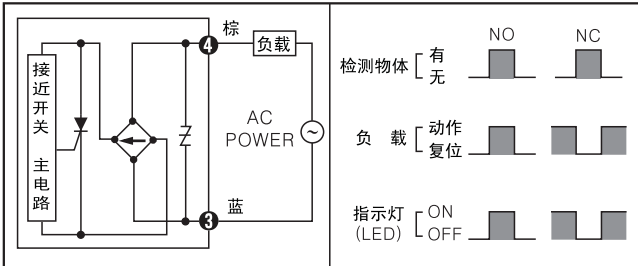 接近开关 主电路
棕
④
负载
AC
POWER
~
③
蓝
NO NC
检测物体 有
无
负 载 动作
复位
指示灯 ON
(LED) OFF